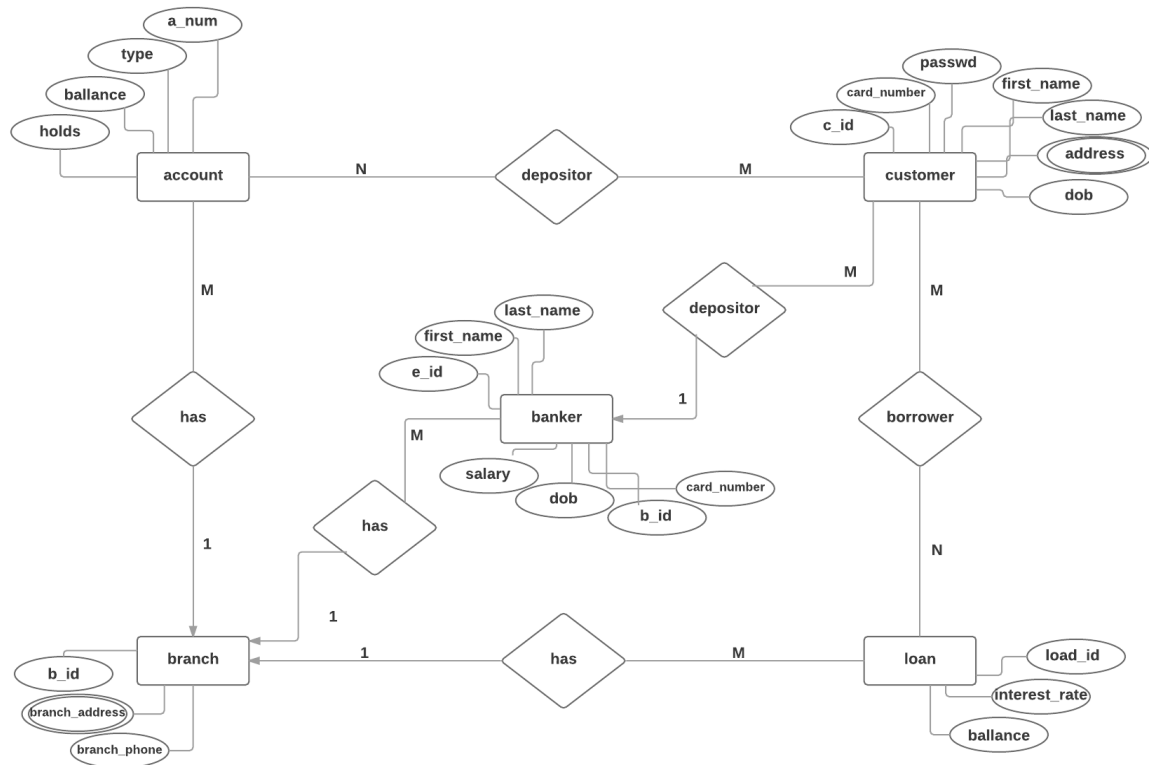 a_num
type
ballance
holds
account
N
depositor
M
passwd
card_number
first_name
c_id
last_name
address
customer
dob
M
has
1
M
depositor
1
M
borrower
N
last_name
first_name
e_id
banker
salary
dob
b_id
card_number
M
has
1
branch
b_id
branch_address
branch_phone
1
has
M
loan
load_id
interest_rate
ballance